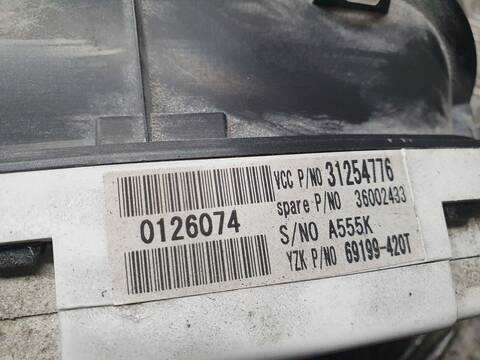 0126074
VCC P/NO 31254776
spare P/NO 36002433
S/NO A555K
YZK P/NO 69199-420T